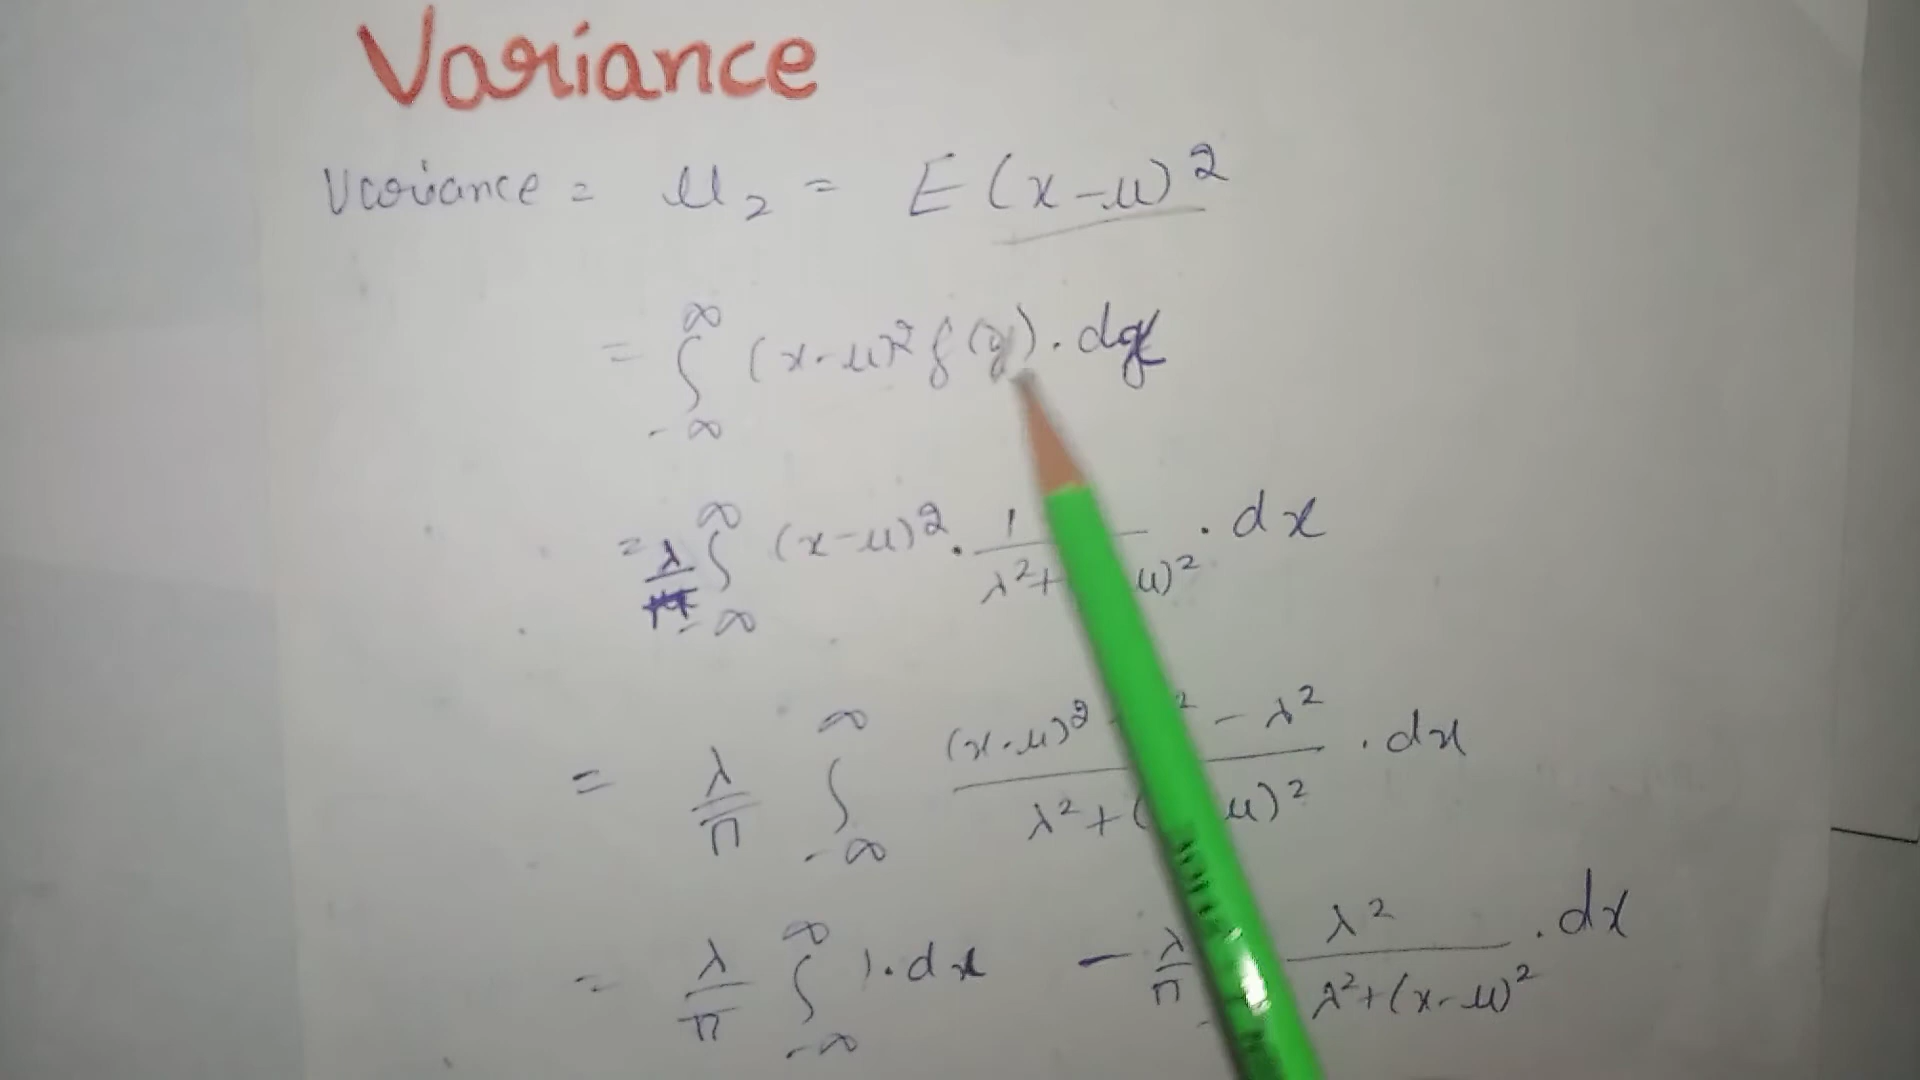 Variance
Variance = μ₂ = E(x-μ)²
= ∫_{-∞}^{∞} (x-μ)² f(x) . dx
= λ/π ∫_{-∞}^{∞} (x-μ)² . 1/λ²+ μ)² . dx
= λ/π ∫_{-∞}^{∞} (x-μ)² ² - λ² / λ²+( μ)² . dx
= λ/π ∫_{-∞}^{∞} 1.dx - λ/π λ²/λ²+(x-μ)² . dx